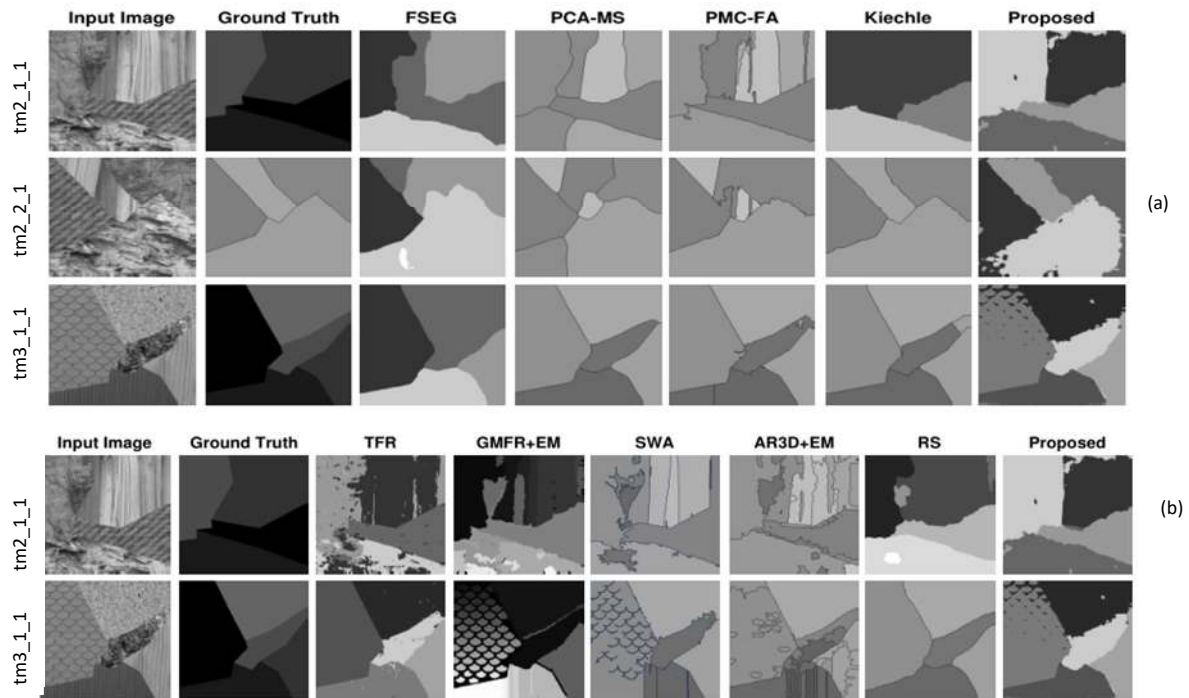 Input Image Ground Truth FSEG PCA-MS PMC-FA Kiechle Proposed
tm2_1_1
tm2_2_1
(a)
tm3_1_1
Input Image Ground Truth TFR GMFR+EM SWA AR3D+EM RS Proposed
tm2_1_1
(b)
tm3_1_1